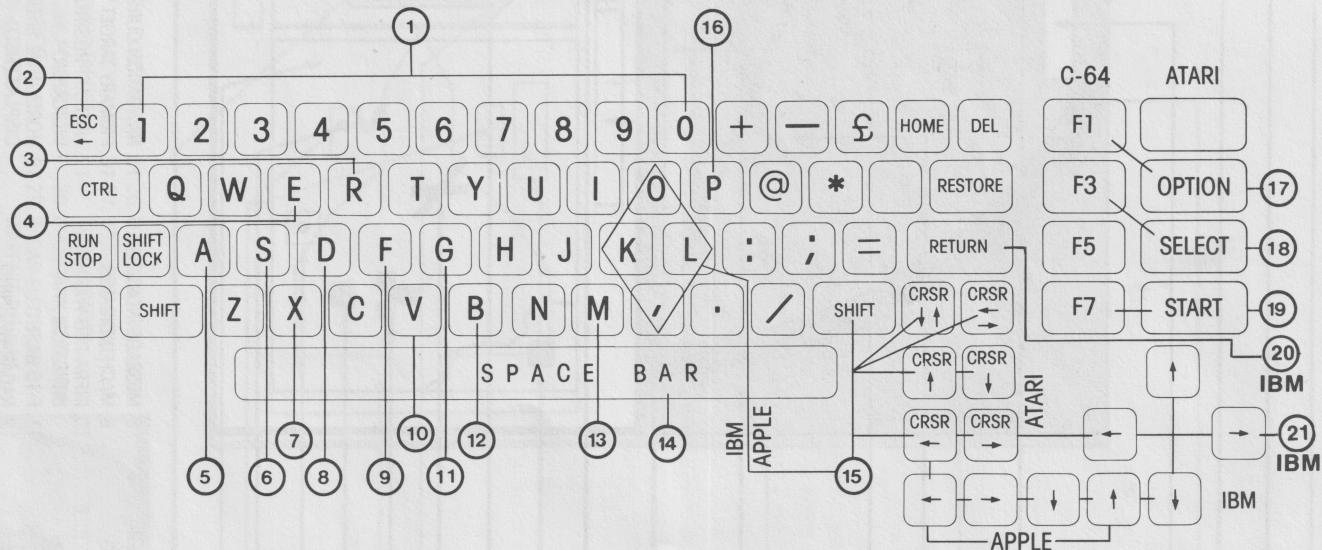 1 16
2 C-64 ATARI
ESC ← 1 2 3 4 5 6 7 8 9 0 + — £ HOME DEL F1
3
CTRL Q W E R T Y U I O P @ * RESTORE F3 OPTION 17
4
RUN STOP SHIFT LOCK A S D F G H J K L : ; = RETURN F5 SELECT 18
SHIFT Z X C V B N M , . / SHIFT CRSR ↓ ↑ CRSR ← → F7 START 19
20 IBM
SPACE BAR CRSR ↑ CRSR ↓ ↑
IBM APPLE ATARI
CRSR ← CRSR → ← → 21 IBM
5 6 7 8 9 10 11 12 13 14 15
← → ↓ ↑ ↓ IBM
APPLE